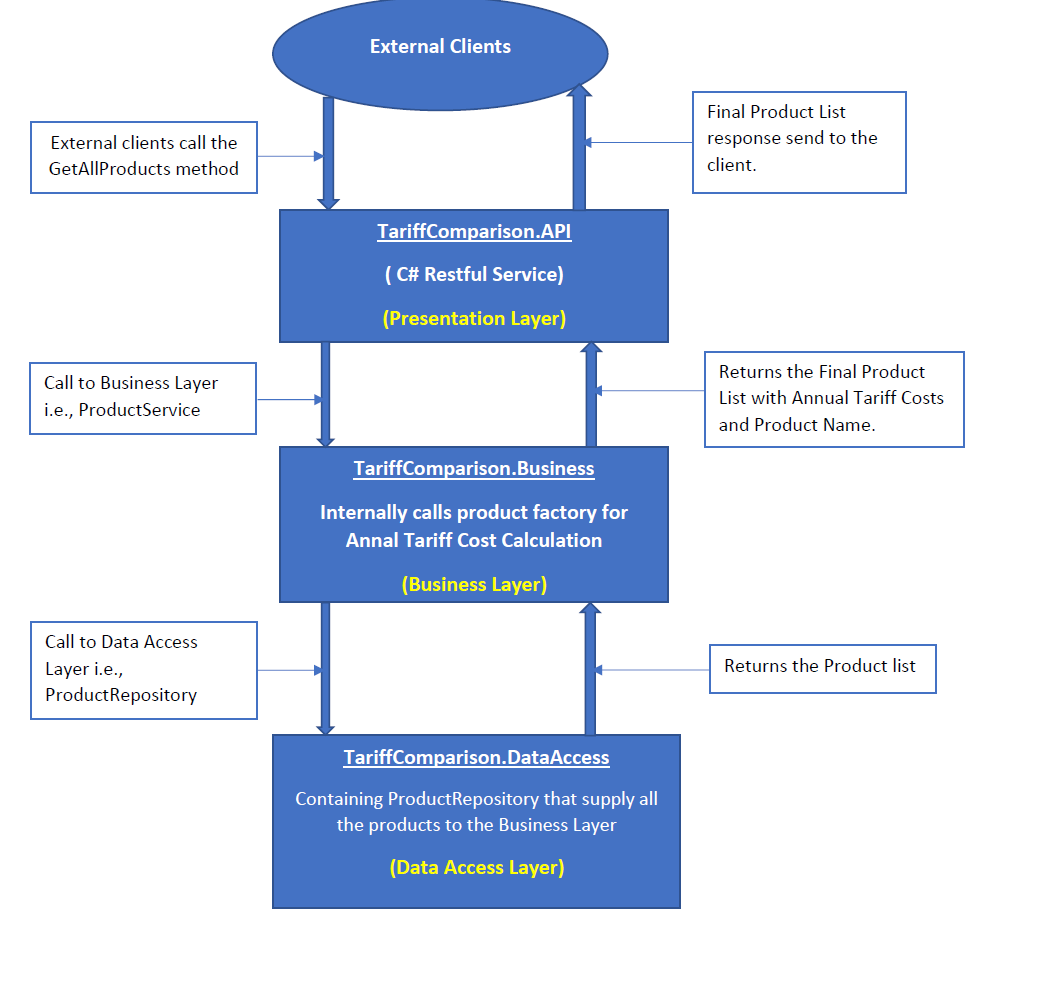 External Clients
External clients call the
GetAllProducts method
Final Product List
response send to the
client.
TariffComparison.API
( C# Restful Service)
(Presentation Layer)
Call to Business Layer
i.e., ProductService
Returns the Final Product
List with Annual Tariff Costs
and Product Name.
TariffComparison.Business
Internally calls product factory for
Annal Tariff Cost Calculation
(Business Layer)
Call to Data Access
Layer i.e.,
ProductRepository
Returns the Product list
TariffComparison.DataAccess
Containing ProductRepository that supply all
the products to the Business Layer
(Data Access Layer)